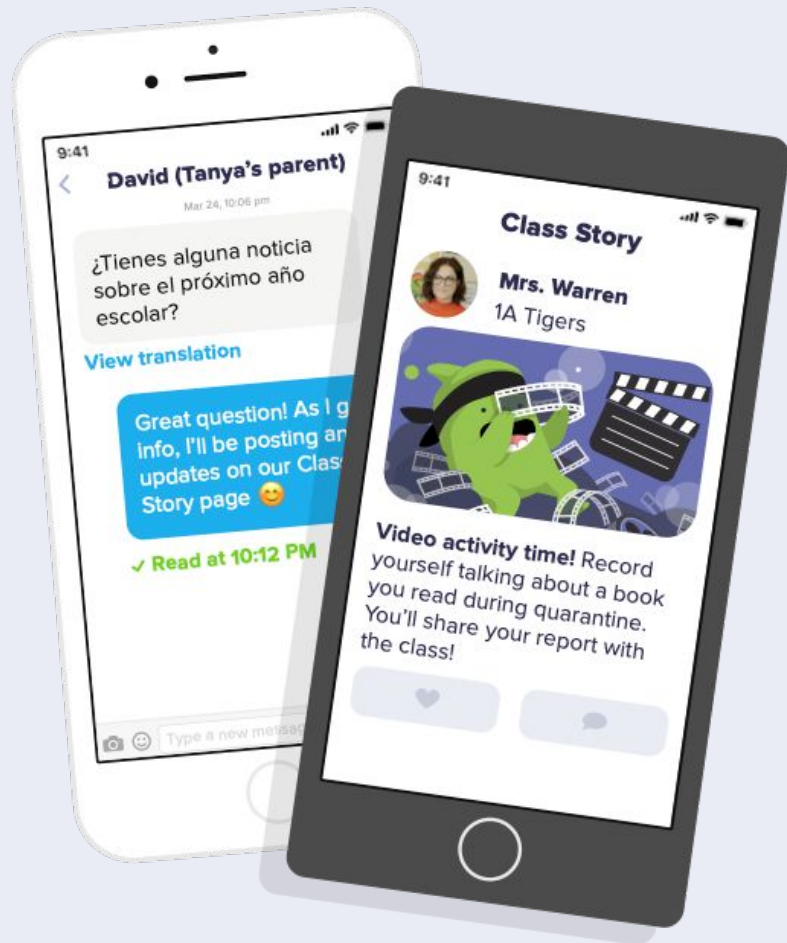 9:41
David (Tanya's parent)
Mar 24, 10:06 pm
¿Tienes alguna noticia
sobre el próximo año
escolar?
View translation
Great question! As I
info, I'll be posting
updates on our
Story page 😊
✓ Read at 10:12 PM
Type a new
9:41
Class Story
Mrs. Warren
1A Tigers
Video activity time! Record
yourself talking about a book
you read during quarantine.
You'll share your report with
the class!